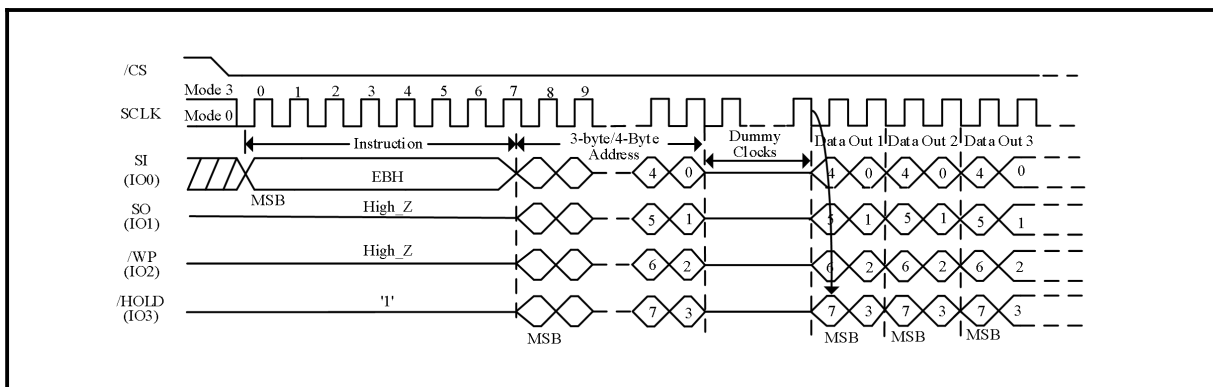 /CS
Mode 3 0 1 2 3 4 5 6 7 8 9
SCLK Mode 0
Instruction 3-byte/4-Byte Address Dummy Clocks Data Out 1 Data Out 2 Data Out 3
SI (IO0) EBH 4 0 4 0 4 0 4 0
MSB
SO (IO1) High_Z 5 1 5 1 5 1 5 1
/WP (IO2) High_Z 6 2 6 2 6 2 6 2
/HOLD (IO3) '1' 7 3 7 3 7 3 7 3
MSB MSB MSB MSB